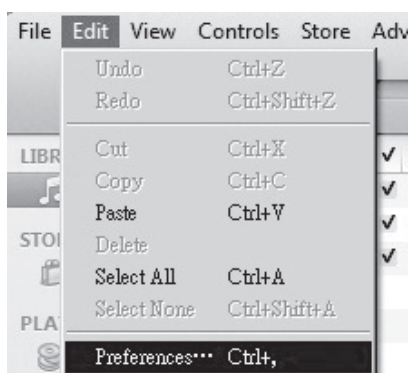 File Edit View Controls Store Adv
Undo Ctrl+Z
Redo Ctrl+Shift+Z
LIBR
Cut Ctrl+X
Copy Ctrl+C
Paste Ctrl+V
STO
Delete
Select All Ctrl+A
Select None Ctrl+Shift+A
PLA
Preferences… Ctrl+,